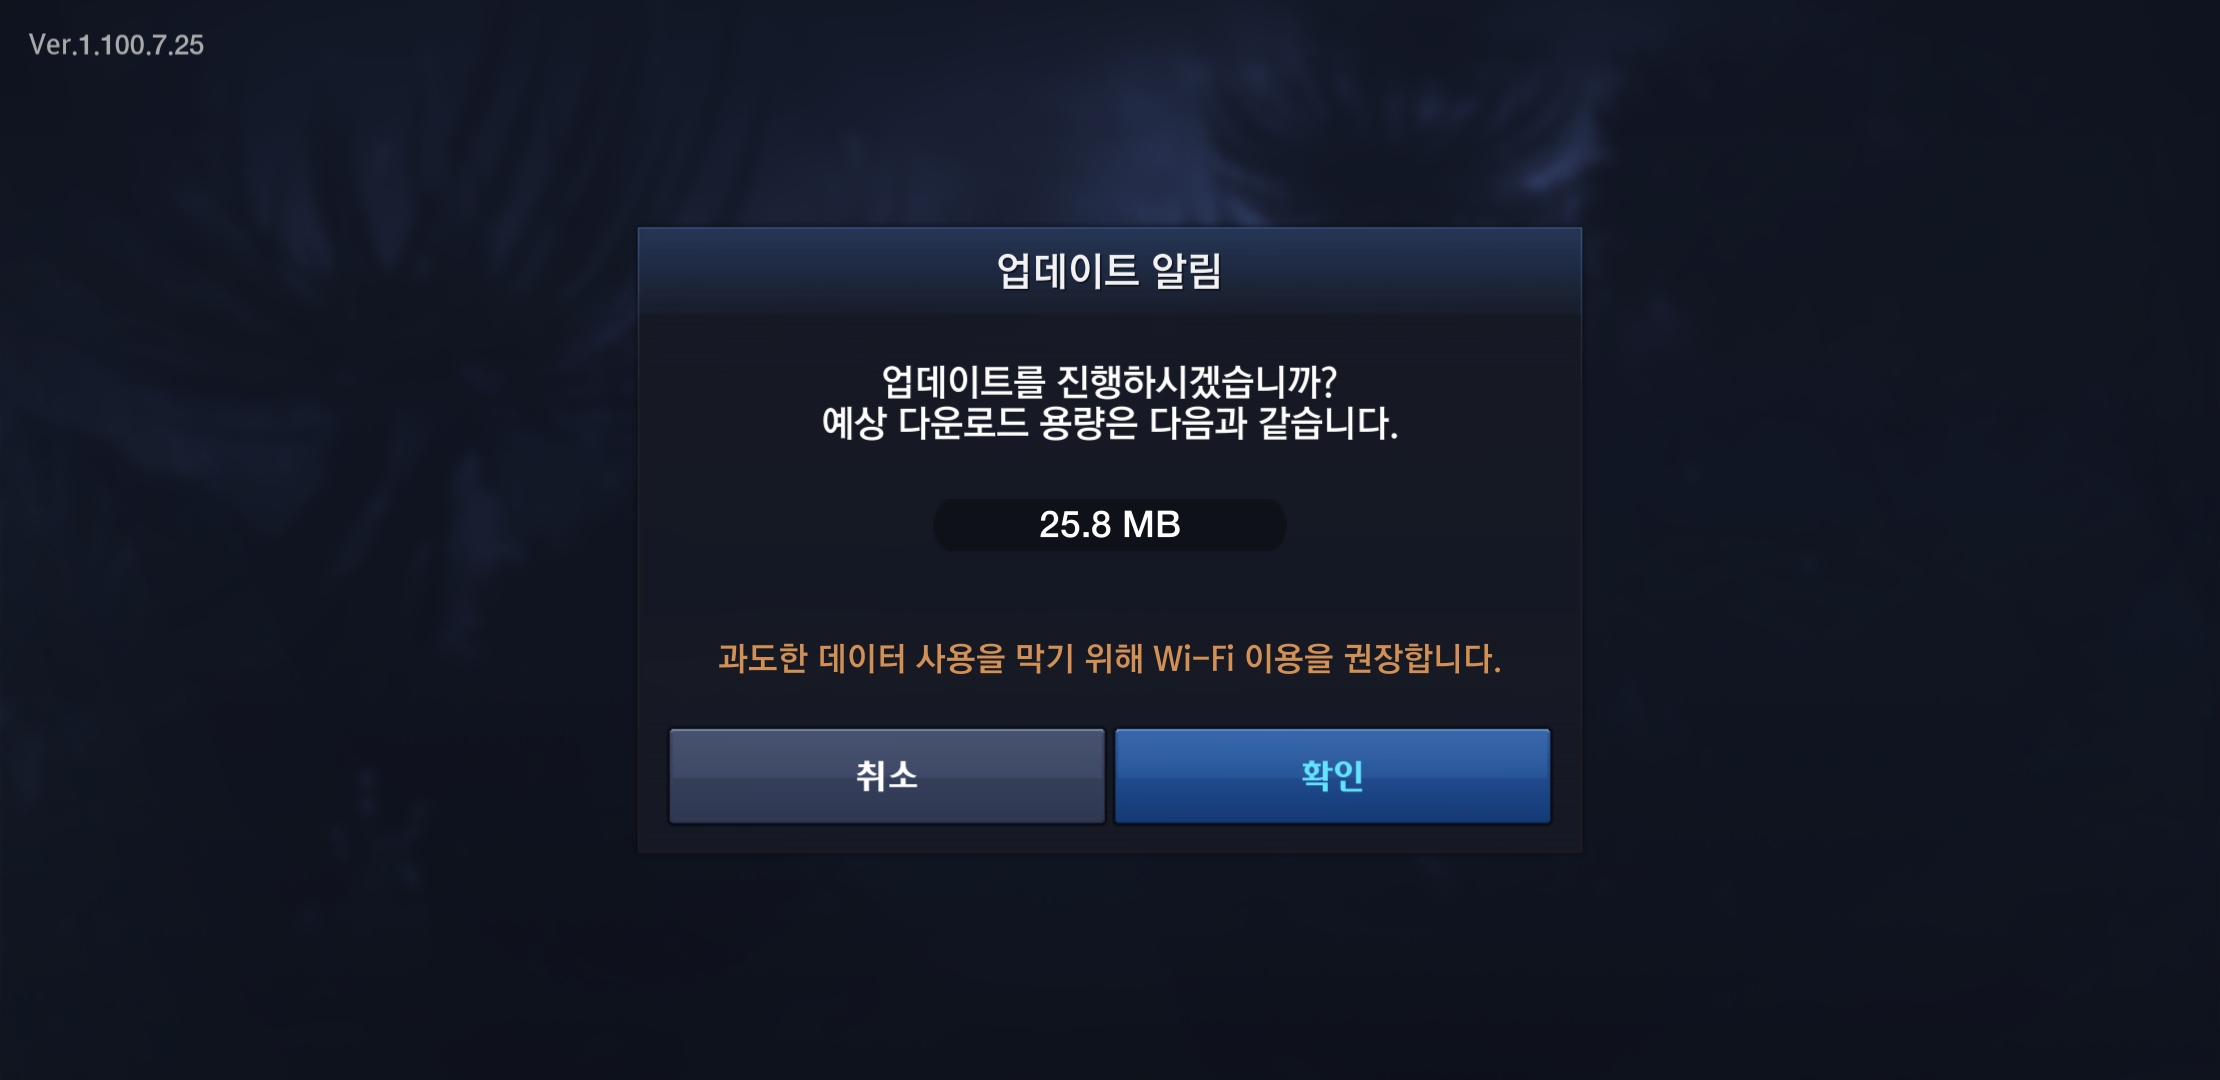 Ver.1.100.7.25
업데이트 알림
업데이트를 진행하시겠습니까?
예상 다운로드 용량은 다음과 같습니다.
25.8 MB
과도한 데이터 사용을 막기 위해 Wi-Fi 이용을 권장합니다.
취소
확인